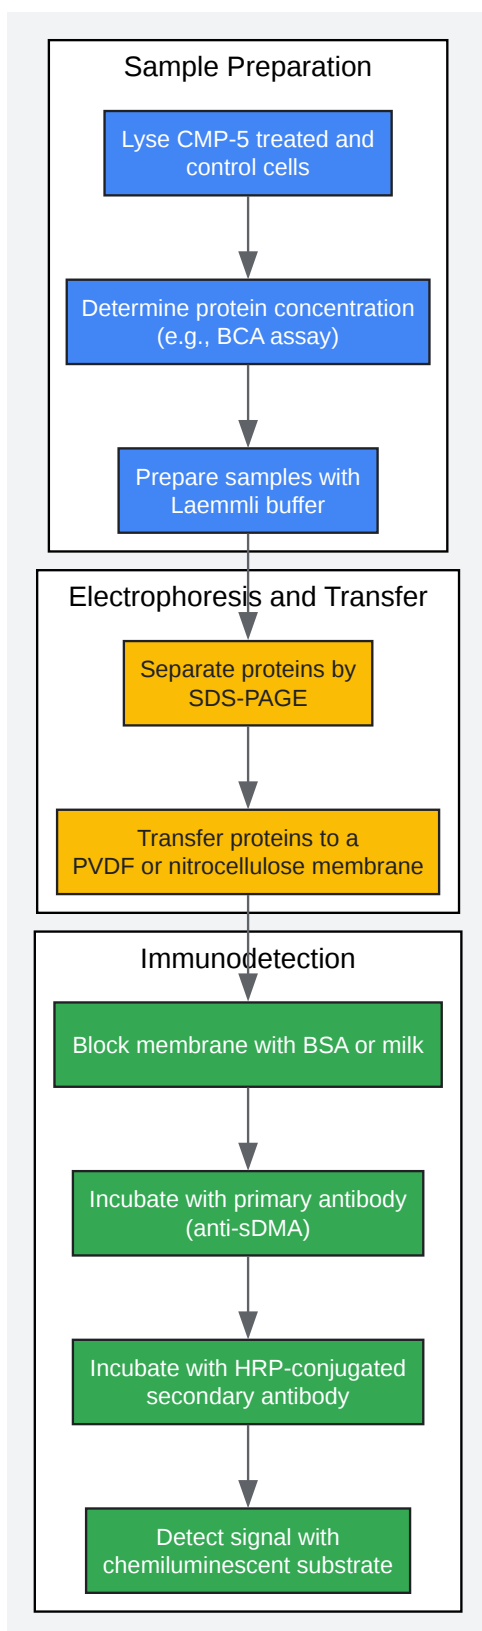 Sample Preparation
Lyse CMP-5 treated and
control cells
Determine protein concentration
(e.g., BCA assay)
Prepare samples with
Laemmli buffer
Electrophoresis and Transfer
Separate proteins by
SDS-PAGE
Transfer proteins to a
PVDF or nitrocellulose membrane
Immunodetection
Block membrane with BSA or milk
Incubate with primary antibody
(anti-sDMA)
Incubate with HRP-conjugated
secondary antibody
Detect signal with
chemiluminescent substrate